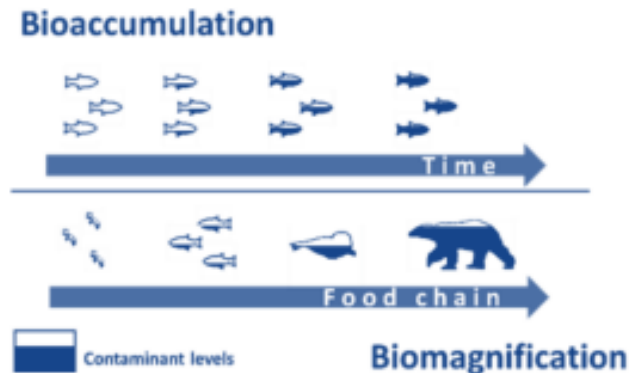 Bioaccumulation
Time
Food chain
Contaminant levels
Biomagnification